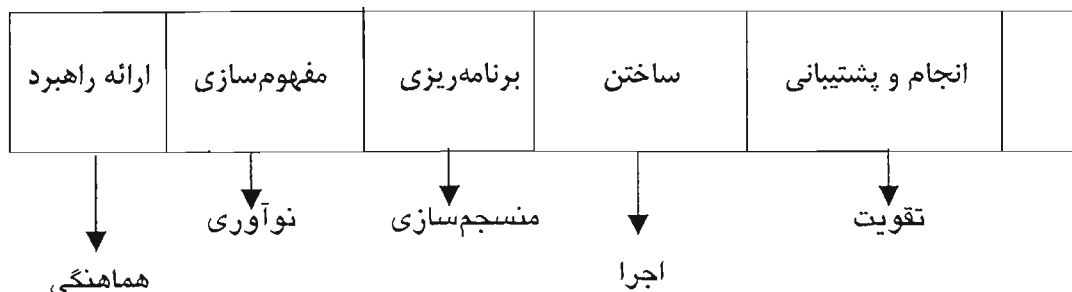 انجام و پشتیبانی
ساختن
برنامه‌ریزی
مفهوم‌سازی
ارائه راهبرد
تقویت
اجرا
منسجم‌سازی
نوآوری
هماهنگی